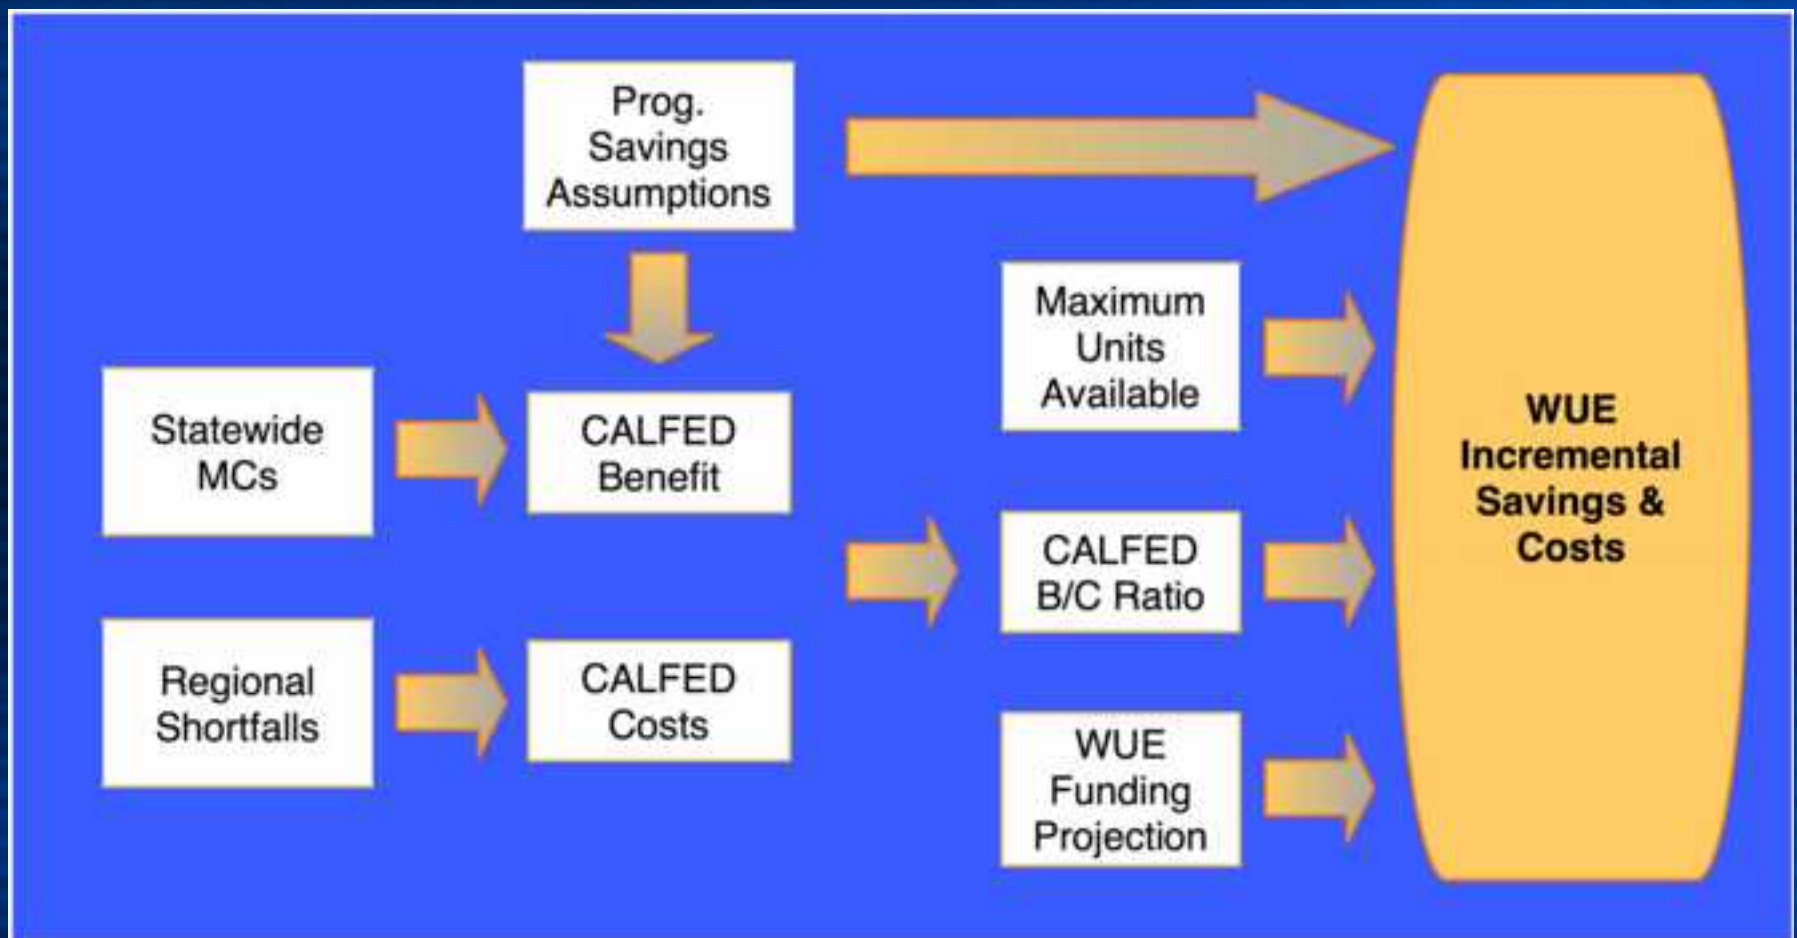 Prog.
Savings
Assumptions
Maximum
Units
Available
Statewide
MCs
CALFED
Benefit
WUE
Incremental
Savings &
Costs
CALFED
B/C Ratio
Regional
Shortfalls
CALFED
Costs
WUE
Funding
Projection